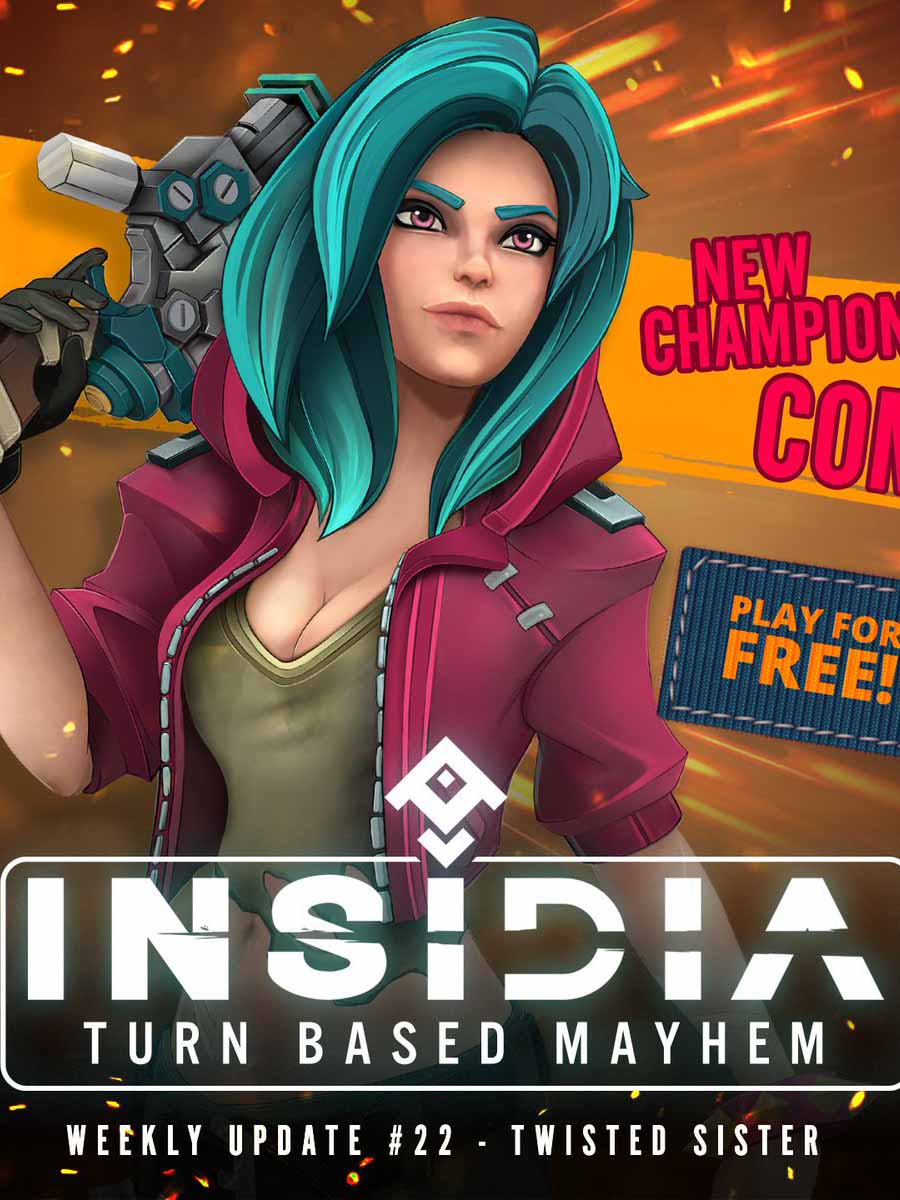 NEW
CHAMPION
PLAY FOR
FREE!
INSIDIA
TURN BASED MAYHEM
WEEKLY UPDATE #22 - TWISTED SISTER